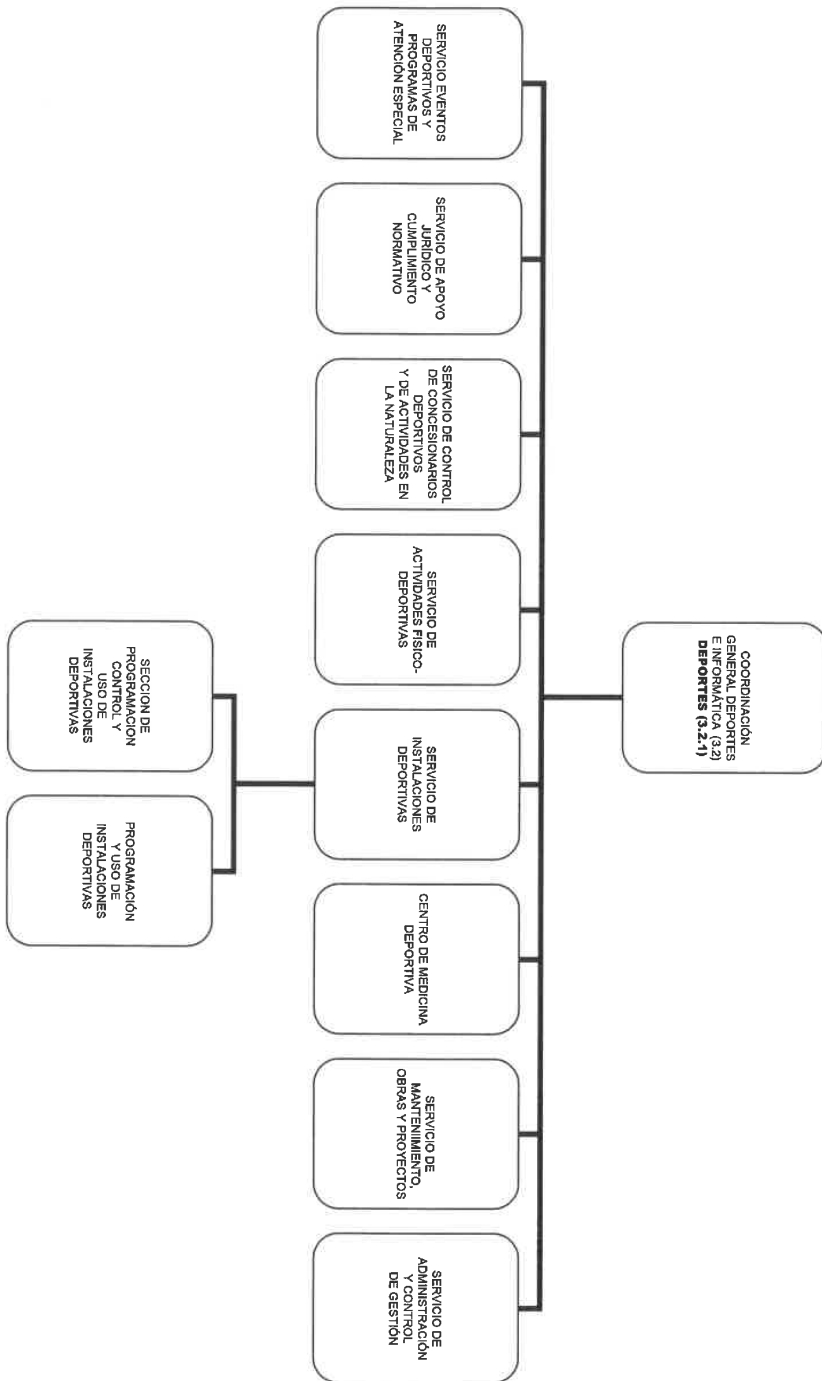 COORDINACIÓN
GENERAL DEPORTES
E INFORMÁTICA (3.2)
DEPORTES (3.2.1)
SERVICIO EVENTOS
DEPORTIVOS Y
PROGRAMAS DE
ATENCIÓN ESPECIAL
SERVICIO DE APOYO
JURÍDICO Y
CUMPLIMIENTO
NORMATIVO
SERVICIO DE CONTROL
DE CONCESIONARIOS
DEPORTIVOS
Y DE ACTIVIDADES EN
LA NATURALEZA
SERVICIO DE
ACTIVIDADES FISICO-
DEPORTIVAS
SERVICIO DE
INSTALACIONES
DEPORTIVAS
CENTRO DE MEDICINA
DEPORTIVA
SERVICIO DE
MANTENIIMIENTO,
OBRAS Y PROYECTOS
SERVICIO DE
ADMINISTRACIÓN
Y CONTROL
DE GESTIÓN
SECCION DE
PROGRAMACION
CONTROL Y
USO DE
INSTALACIONES
DEPORTIVAS
PROGRAMACIÓN
Y USO DE
INSTALACIONES
DEPORTIVAS